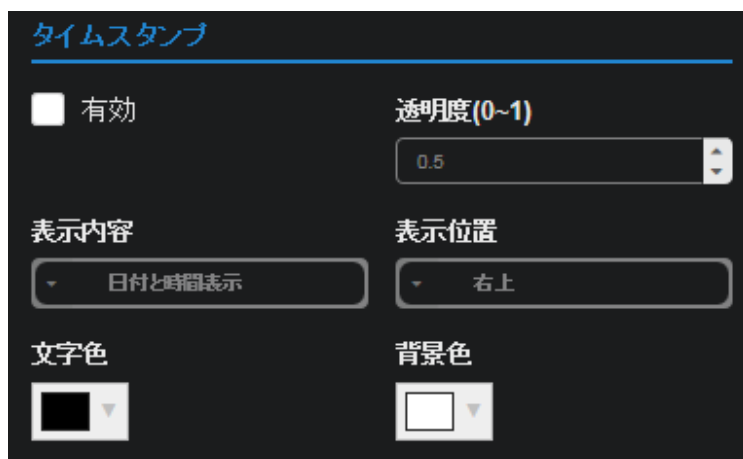 タイムスタンプ
有効
透明度(0~1)
0.5
表示内容
表示位置
日付と時間表示
右上
文字色
背景色